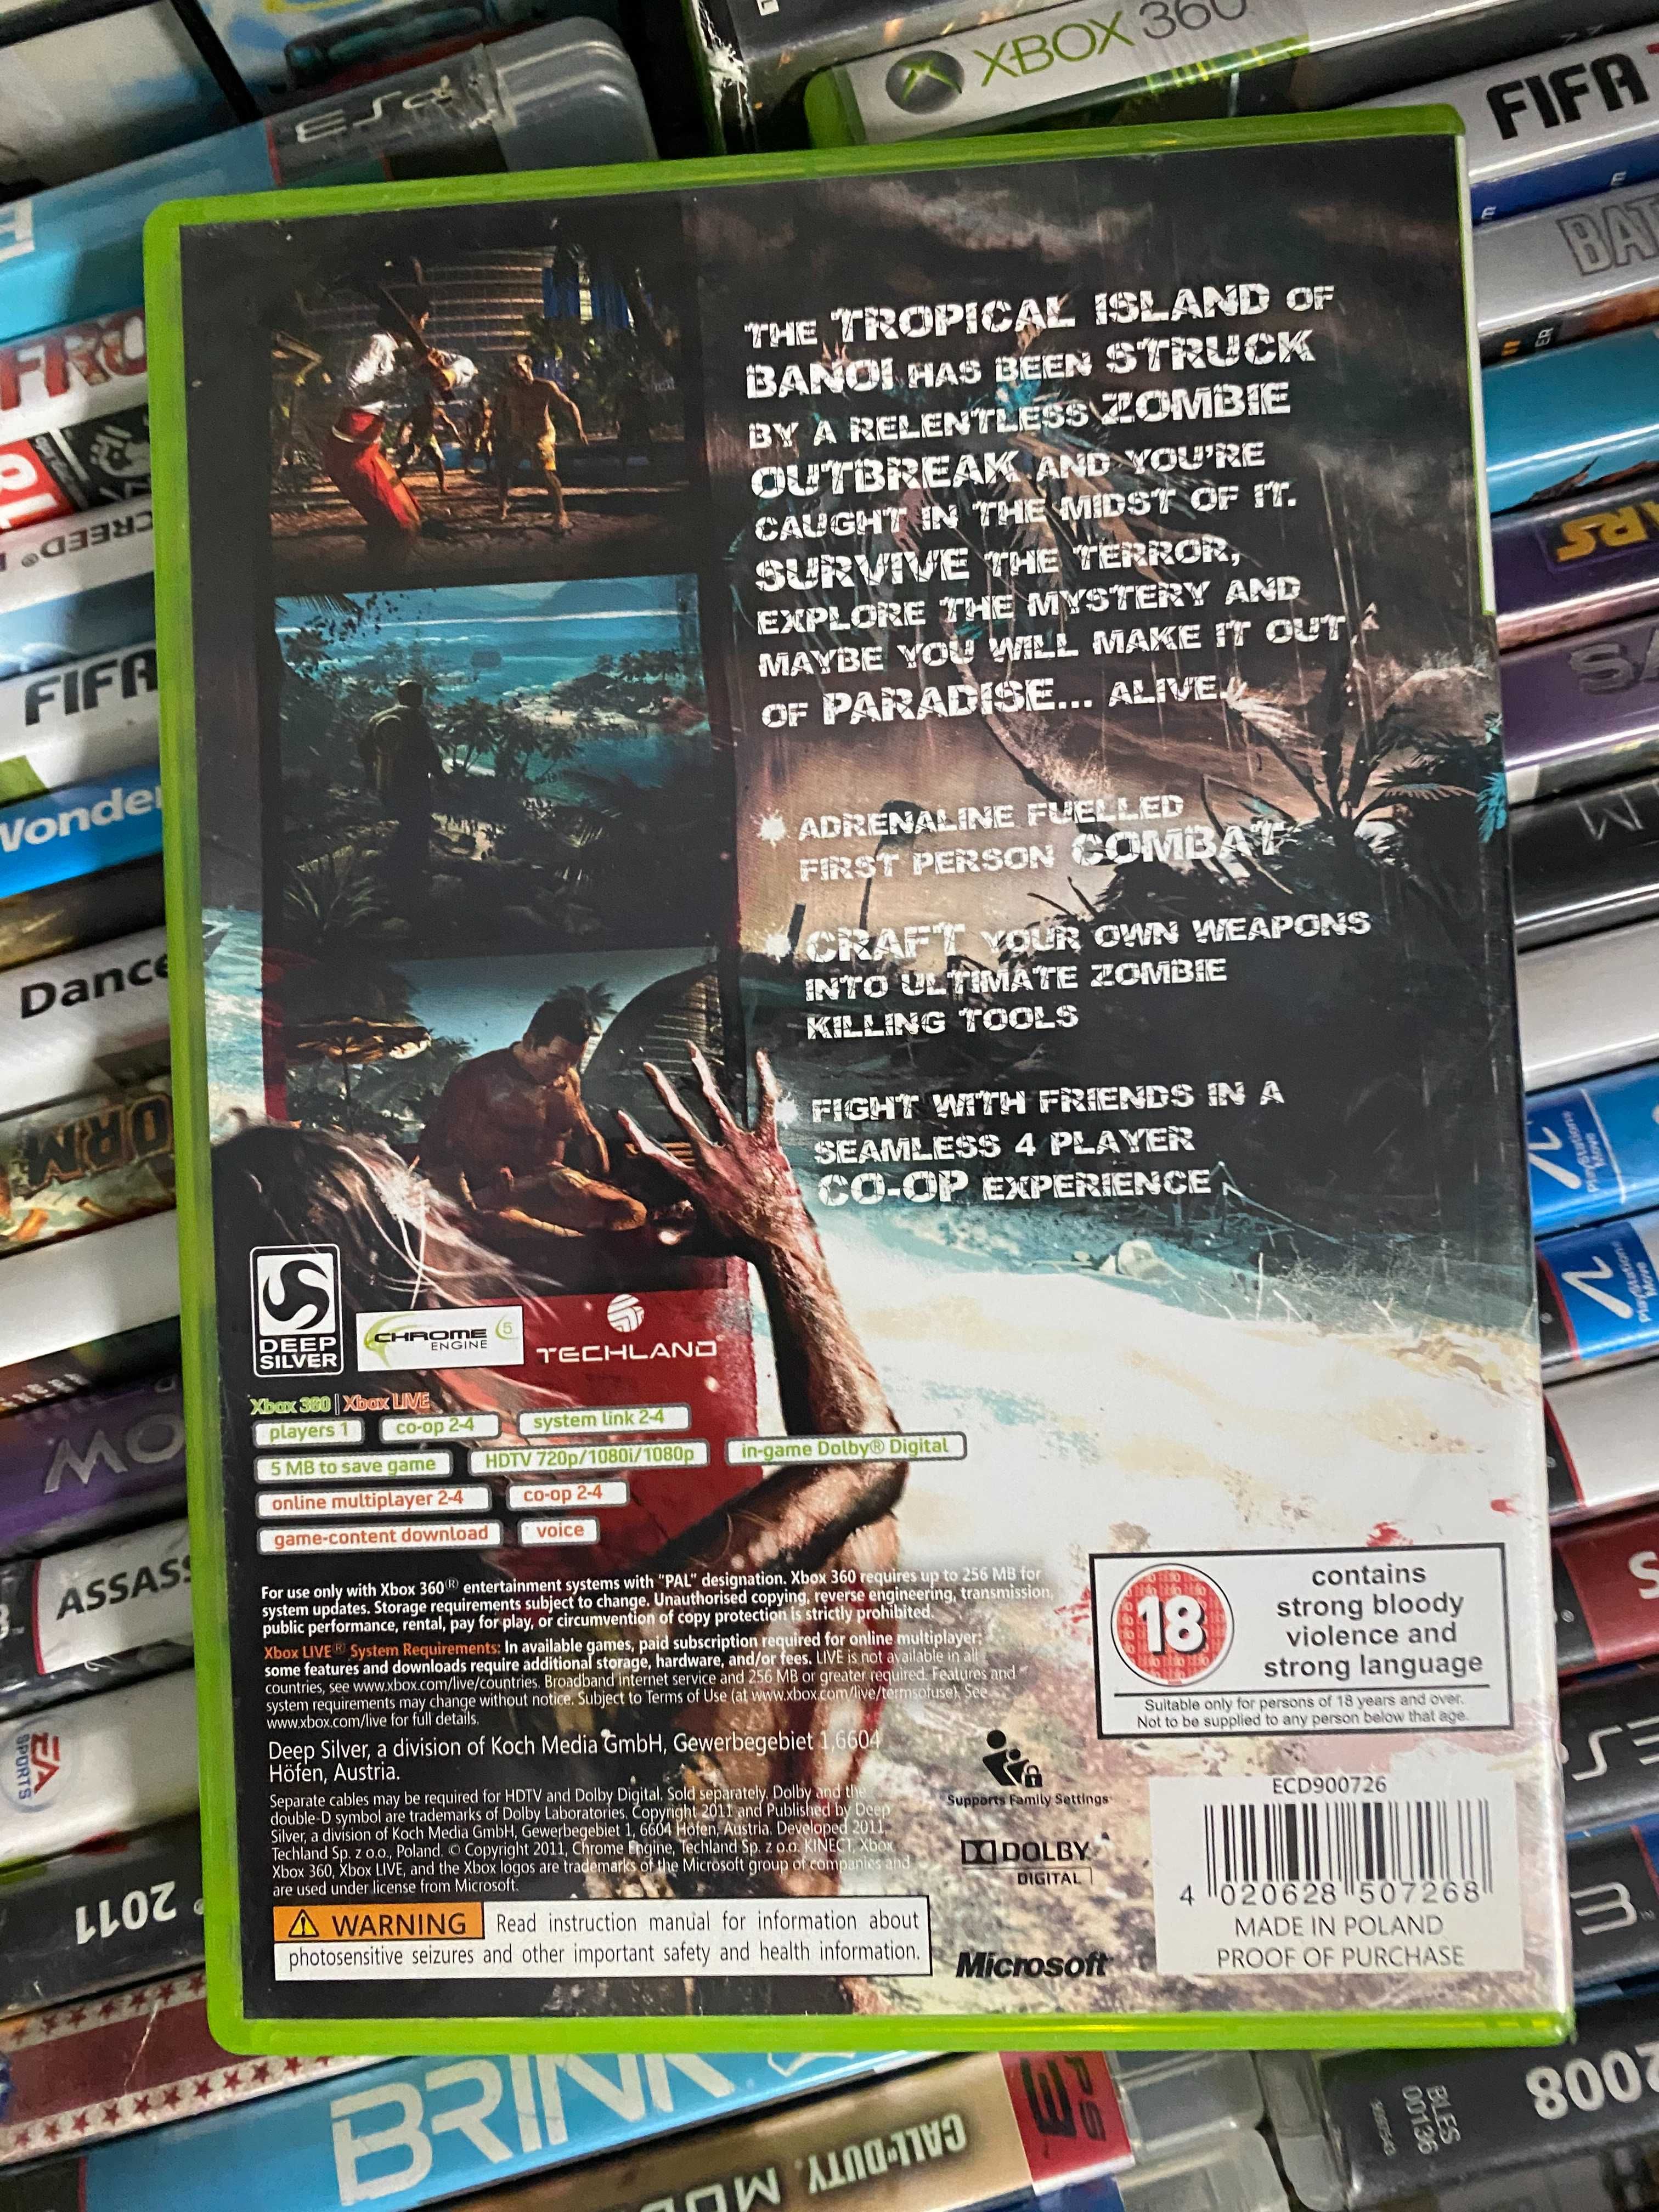 XBOX 360
FIFA
PS3
BAT
FRO
CREED®
FIFA
Wonde
Dance
ORM
MO
ASSASS
EA
SPORTS
2011
THE TROPICAL ISLAND OF
BANOI HAS BEEN STRUCK
BY A RELENTLESS ZOMBIE
OUTBREAK AND YOU'RE
CAUGHT IN THE MIDST OF IT.
SURVIVE THE TERROR,
EXPLORE THE MYSTERY AND
MAYBE YOU WILL MAKE IT OUT
OF PARADISE... ALIVE.
ADRENALINE FUELLED
FIRST PERSON COMBAT
CRAFT YOUR OWN WEAPONS
INTO ULTIMATE ZOMBIE
KILLING TOOLS
FIGHT WITH FRIENDS IN A
SEAMLESS 4 PLAYER
CO-OP EXPERIENCE
DEEP
SILVER
CHROME 5
ENGINE
TECHLAND
Xbox 360 | Xbox LIVE
players 1 co-op 2-4 system link 2-4
5 MB to save game HDTV 720p/1080i/1080p in-game Dolby® Digital
online multiplayer 2-4 co-op 2-4
game-content download voice
For use only with Xbox 360® entertainment systems with "PAL" designation. Xbox 360 requires up to 256 MB for
system updates. Storage requirements subject to change. Unauthorised copying, reverse engineering, transmission,
public performance, rental, pay for play, or circumvention of copy protection is strictly prohibited.
Xbox LIVE® System Requirements: In available games, paid subscription required for online multiplayer;
some features and downloads require additional storage, hardware, and/or fees. LIVE is not available in all
countries, see www.xbox.com/live/countries. Broadband internet service and 256 MB or greater required. Features and
system requirements may change without notice. Subject to Terms of Use (at www.xbox.com/live/termsofuse). See
www.xbox.com/live for full details.
Deep Silver, a division of Koch Media GmbH, Gewerbegebiet 1,6604
Höfen, Austria.
Separate cables may be required for HDTV and Dolby Digital. Sold separately. Dolby and the
double-D symbol are trademarks of Dolby Laboratories. Copyright 2011 and Published by Deep
Silver, a division of Koch Media GmbH, Gewerbegebiet 1, 6604 Höfen, Austria. Developed 2011,
Techland Sp. z o.o., Poland. © Copyright 2011, Chrome Engine, Techland Sp. z o.o. KINECT, Xbox,
Xbox 360, Xbox LIVE, and the Xbox logos are trademarks of the Microsoft group of companies and
are used under license from Microsoft.
WARNING Read instruction manual for information about
photosensitive seizures and other important safety and health information.
18
contains
strong bloody
violence and
strong language
Suitable only for persons of 18 years and over.
Not to be supplied to any person below that age.
Supports Family Settings
DOLBY
DIGITAL
Microsoft
ECD900726
4 020628 507268
MADE IN POLAND
PROOF OF PURCHASE
PlayStation®
Move
PlayStation®
Move
PS3
BRINK
CALL·DUTY
PS3
BLES
00136
2008